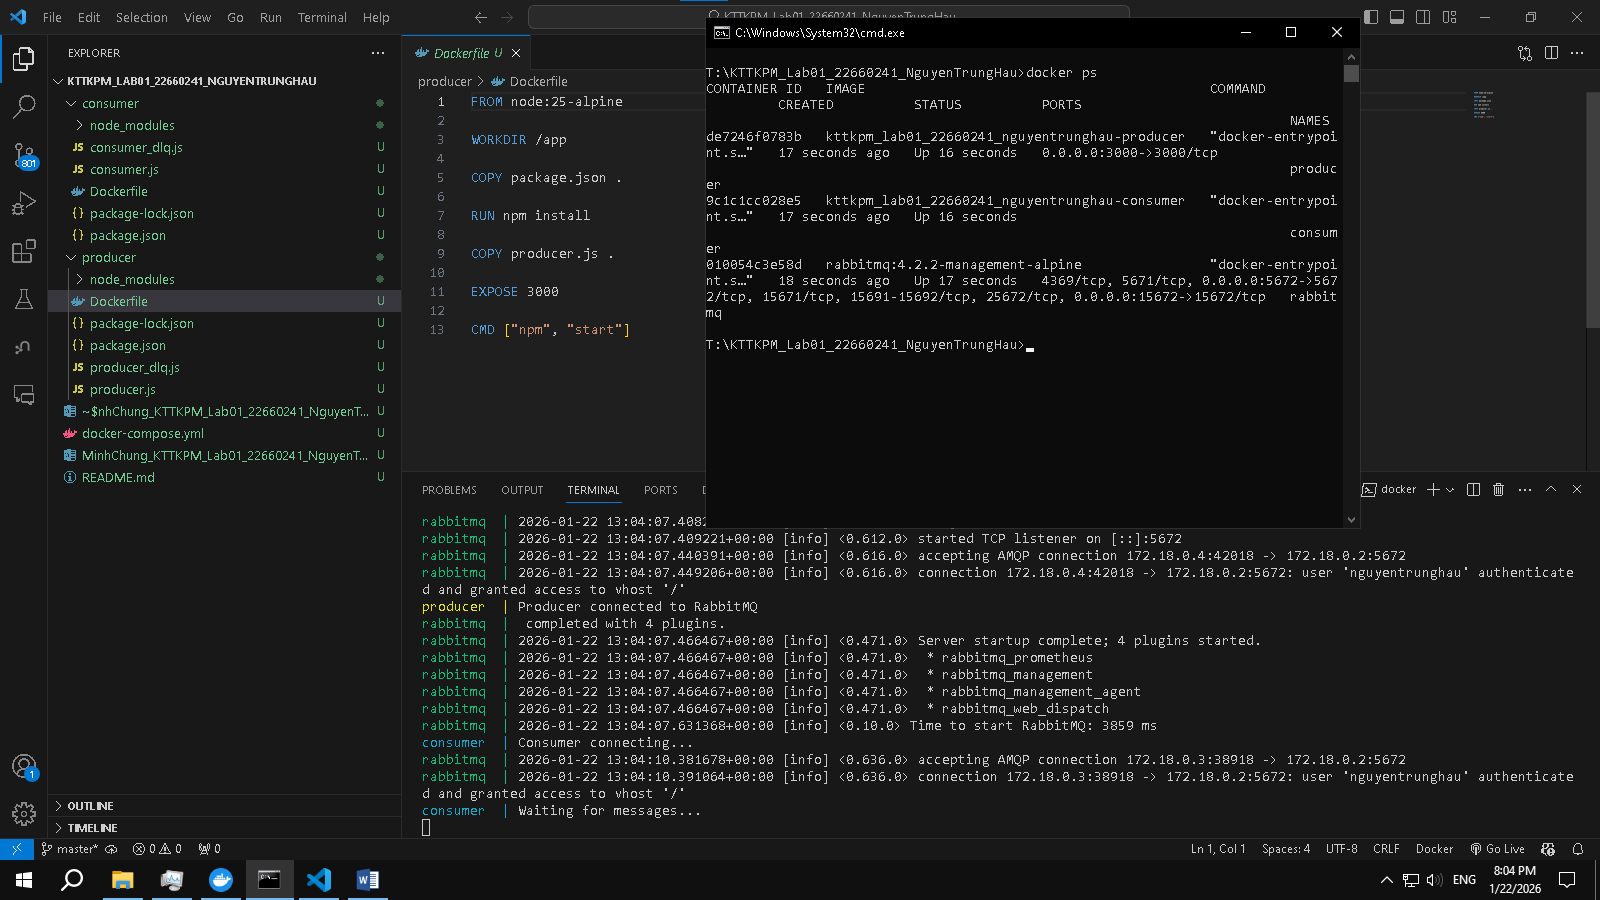 File Edit Selection View Go Run Terminal Help
KTTKPM_Lab01_22660241_NguyenTrungHau
EXPLORER
KTTKPM_LAB01_22660241_NGUYENTRUNGHAU
consumer
node_modules
JS consumer_dlq.js U
JS consumer.js U
Dockerfile U
{} package-lock.json U
{} package.json U
producer
node_modules
Dockerfile U
{} package-lock.json U
{} package.json U
JS producer_dlq.js U
JS producer.js U
~$nhChung_KTTKPM_Lab01_22660241_NguyenT... U
docker-compose.yml U
MinhChung_KTTKPM_Lab01_22660241_NguyenT... U
README.md U
OUTLINE
TIMELINE
801
1
Dockerfile U
producer > Dockerfile
1 FROM node:25-alpine
2
3 WORKDIR /app
4
5 COPY package.json .
6
7 RUN npm install
8
9 COPY producer.js .
10
11 EXPOSE 3000
12
13 CMD ["npm", "start"]
C:\Windows\System32\cmd.exe
T:\KTTKPM_Lab01_22660241_NguyenTrungHau>docker ps
CONTAINER ID IMAGE COMMAND
CREATED STATUS PORTS
NAMES
de7246f0783b kttkpm_lab01_22660241_nguyentrunghau-producer "docker-entrypoi
nt.s…" 17 seconds ago Up 16 seconds 0.0.0.0:3000->3000/tcp
produc
er
9c1c1cc028e5 kttkpm_lab01_22660241_nguyentrunghau-consumer "docker-entrypoi
nt.s…" 17 seconds ago Up 16 seconds
consum
er
010054c3e58d rabbitmq:4.2.2-management-alpine "docker-entrypoi
nt.s…" 18 seconds ago Up 17 seconds 4369/tcp, 5671/tcp, 0.0.0.0:5672->567
2/tcp, 15671/tcp, 15691-15692/tcp, 25672/tcp, 0.0.0.0:15672->15672/tcp rabbit
mq
T:\KTTKPM_Lab01_22660241_NguyenTrungHau>
PROBLEMS OUTPUT TERMINAL PORTS
docker
rabbitmq | 2026-01-22 13:04:07.408
rabbitmq | 2026-01-22 13:04:07.409221+00:00 [info] <0.612.0> started TCP listener on [::]:5672
rabbitmq | 2026-01-22 13:04:07.440391+00:00 [info] <0.616.0> accepting AMQP connection 172.18.0.4:42018 -> 172.18.0.2:5672
rabbitmq | 2026-01-22 13:04:07.449206+00:00 [info] <0.616.0> connection 172.18.0.4:42018 -> 172.18.0.2:5672: user 'nguyentrunghau' authenticate
d and granted access to vhost '/'
producer | Producer connected to RabbitMQ
rabbitmq | completed with 4 plugins.
rabbitmq | 2026-01-22 13:04:07.466467+00:00 [info] <0.471.0> Server startup complete; 4 plugins started.
rabbitmq | 2026-01-22 13:04:07.466467+00:00 [info] <0.471.0> * rabbitmq_prometheus
rabbitmq | 2026-01-22 13:04:07.466467+00:00 [info] <0.471.0> * rabbitmq_management
rabbitmq | 2026-01-22 13:04:07.466467+00:00 [info] <0.471.0> * rabbitmq_management_agent
rabbitmq | 2026-01-22 13:04:07.466467+00:00 [info] <0.471.0> * rabbitmq_web_dispatch
rabbitmq | 2026-01-22 13:04:07.631368+00:00 [info] <0.10.0> Time to start RabbitMQ: 3859 ms
consumer | Consumer connecting...
rabbitmq | 2026-01-22 13:04:10.381678+00:00 [info] <0.636.0> accepting AMQP connection 172.18.0.3:38918 -> 172.18.0.2:5672
rabbitmq | 2026-01-22 13:04:10.391064+00:00 [info] <0.636.0> connection 172.18.0.3:38918 -> 172.18.0.2:5672: user 'nguyentrunghau' authenticate
d and granted access to vhost '/'
consumer | Waiting for messages...
master* 0 0 0
Ln 1, Col 1 Spaces: 4 UTF-8 CRLF Docker Go Live
ENG
8:04 PM
1/22/2026